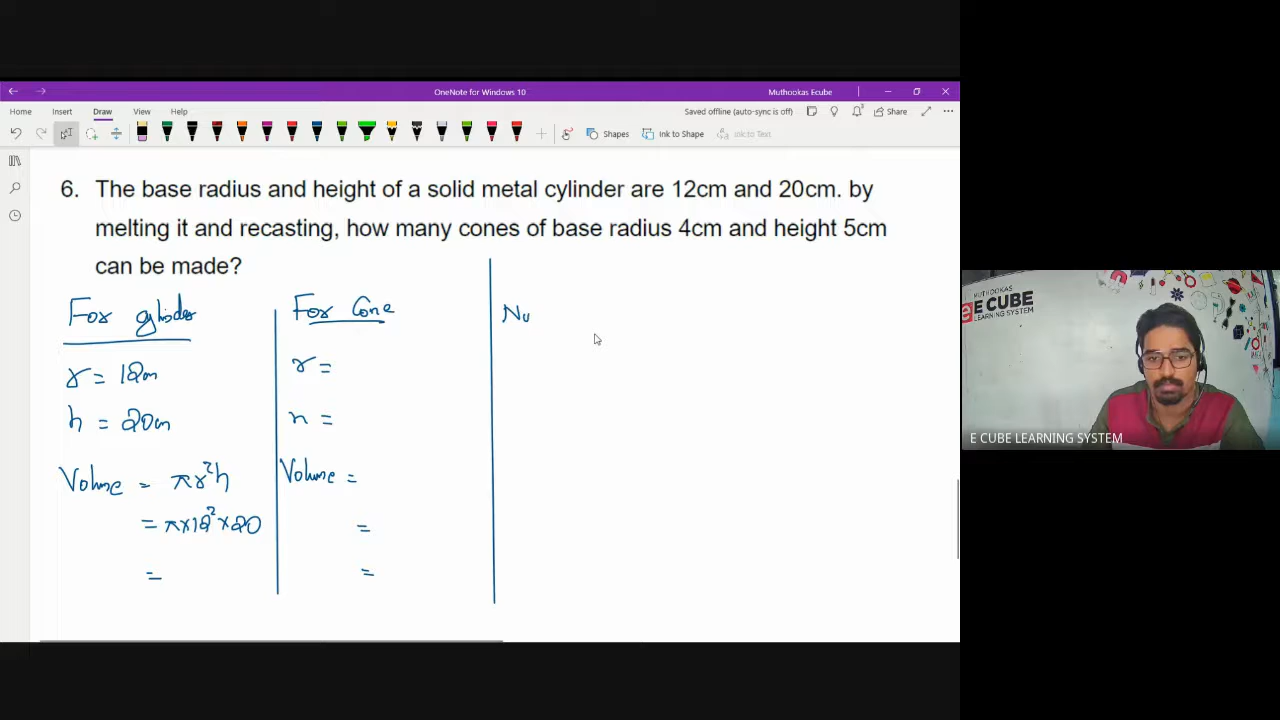 OneNote for Windows 10
Muthookas Ecube
Home Insert Draw View Help
Saved offline (auto-sync is off)
Share
Shapes
Ink to Shape
Ink to Text
6. The base radius and height of a solid metal cylinder are 12cm and 20cm. by
melting it and recasting, how many cones of base radius 4cm and height 5cm
can be made?
For cylinder
r = 12cm
h = 20cm
Volume = πr²h
= π×12²×20
=
For Cone
r =
h =
Volume =
=
=
Nu
MUTHOOKAS
E CUBE
LEARNING SYSTEM
E CUBE LEARNING SYSTEM